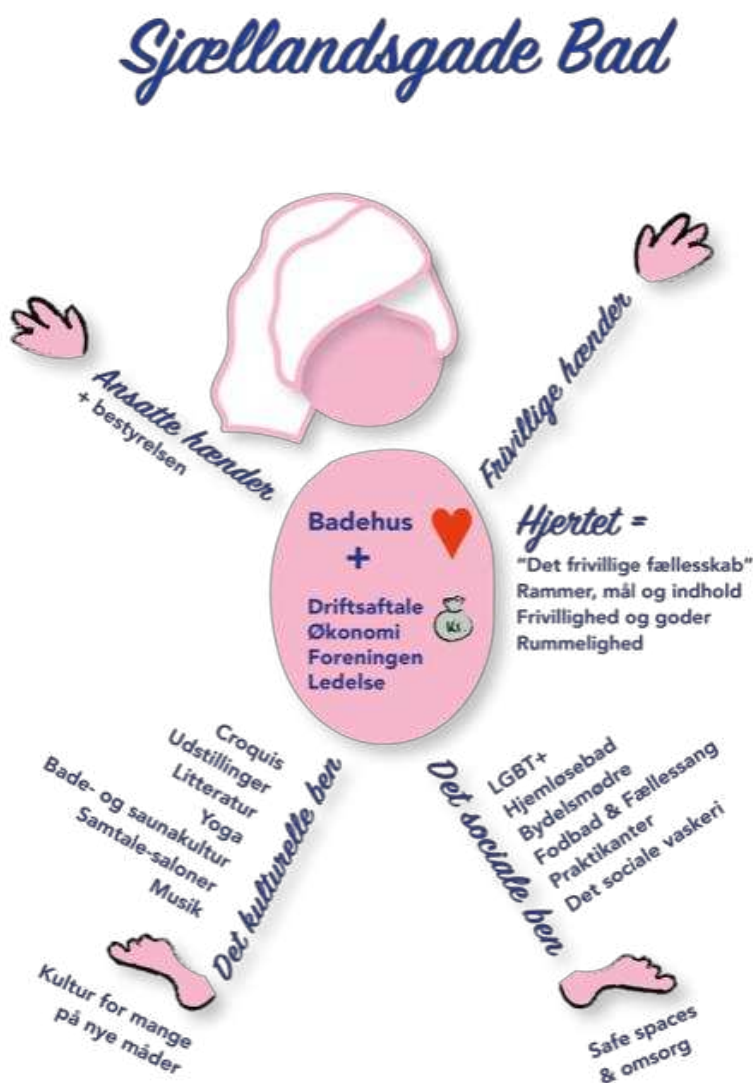 Sjællandsgade Bad
Ansatte hænder
+ bestyrelsen
Frivillige hænder
Badehus
+
Driftsaftale
Økonomi
Foreningen
Ledelse
Kr.
Hjertet =
"Det frivillige fællesskab"
Rammer, mål og indhold
Frivillighed og goder
Rummelighed
Croquis
Udstillinger
Litteratur
Yoga
Bade- og saunakultur
Samtale-saloner
Musik
Det kulturelle ben
Kultur for mange
på nye måder
Det sociale ben
LGBT+
Hjemløsebad
Bydelsmødre
Fodbad & Fællessang
Praktikanter
Det sociale vaskeri
Safe spaces
& omsorg